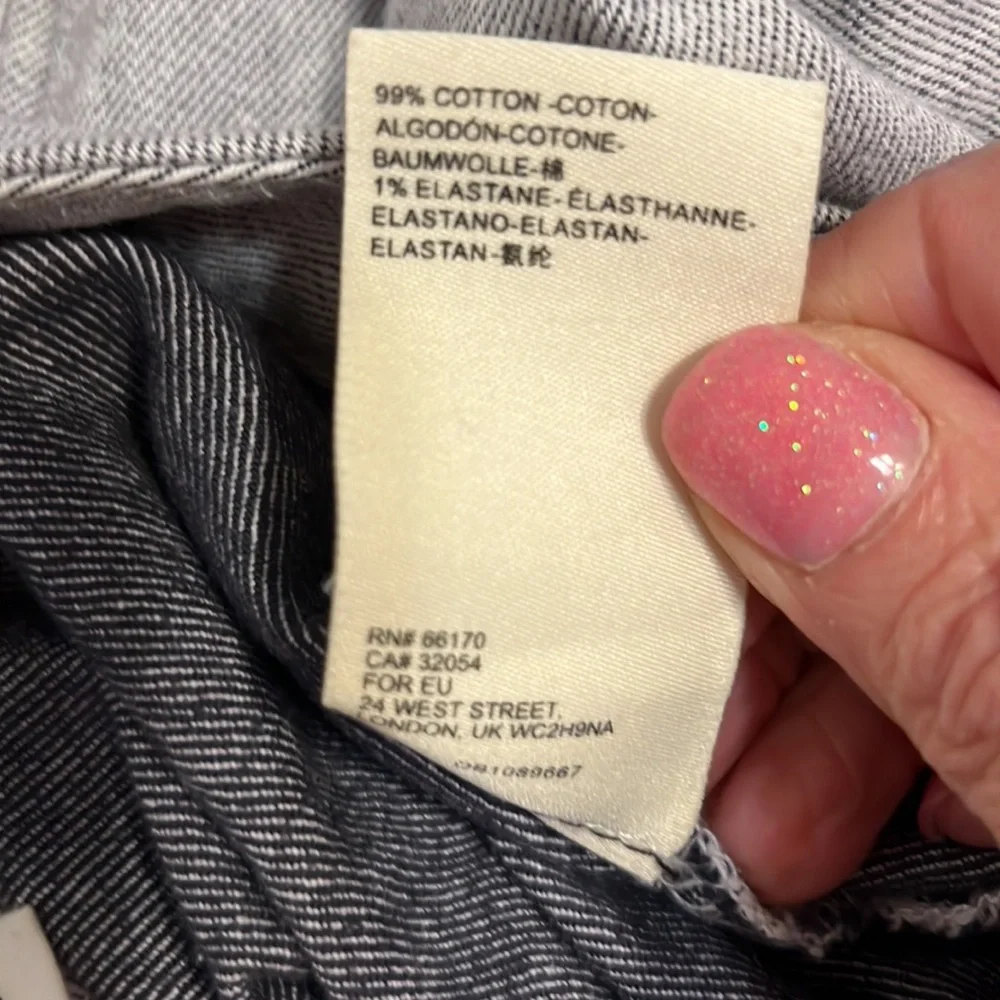 99% COTTON -COTON-
ALGODÓN-COTONE-
BAUMWOLLE-棉
1% ELASTANE- ÉLASTHANNE-
ELASTANO-ELASTAN-
ELASTAN-氨纶
RN# 66170
CA# 32054
FOR EU
24 WEST STREET,
LONDON, UK WC2H9NA